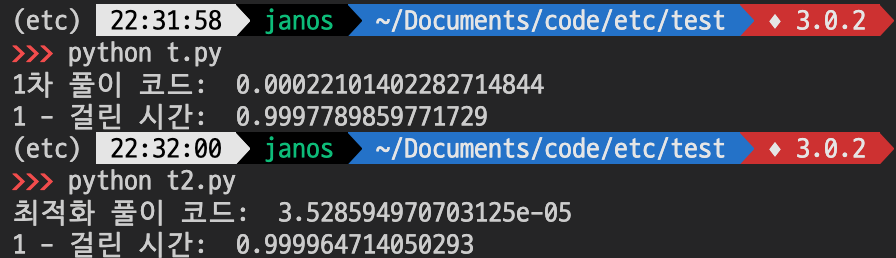 (etc) 22:31:58 janos ~/Documents/code/etc/test ♦ 3.0.2
❯❯❯ python t.py
1차 풀이 코드:  0.00022101402282714844
1 - 걸린 시간:  0.9997789859771729
(etc) 22:32:00 janos ~/Documents/code/etc/test ♦ 3.0.2
❯❯❯ python t2.py
최적화 풀이 코드:  3.528594970703125e-05
1 - 걸린 시간:  0.999964714050293